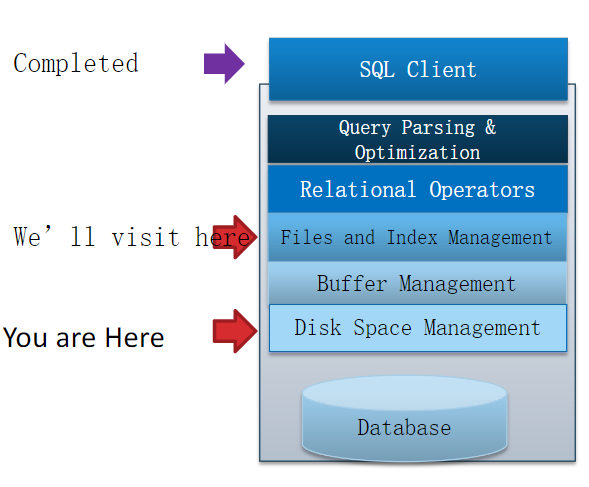 Completed
SQL Client
Query Parsing &
Optimization
Relational Operators
We’ll visit here
Files and Index Management
Buffer Management
You are Here
Disk Space Management
Database